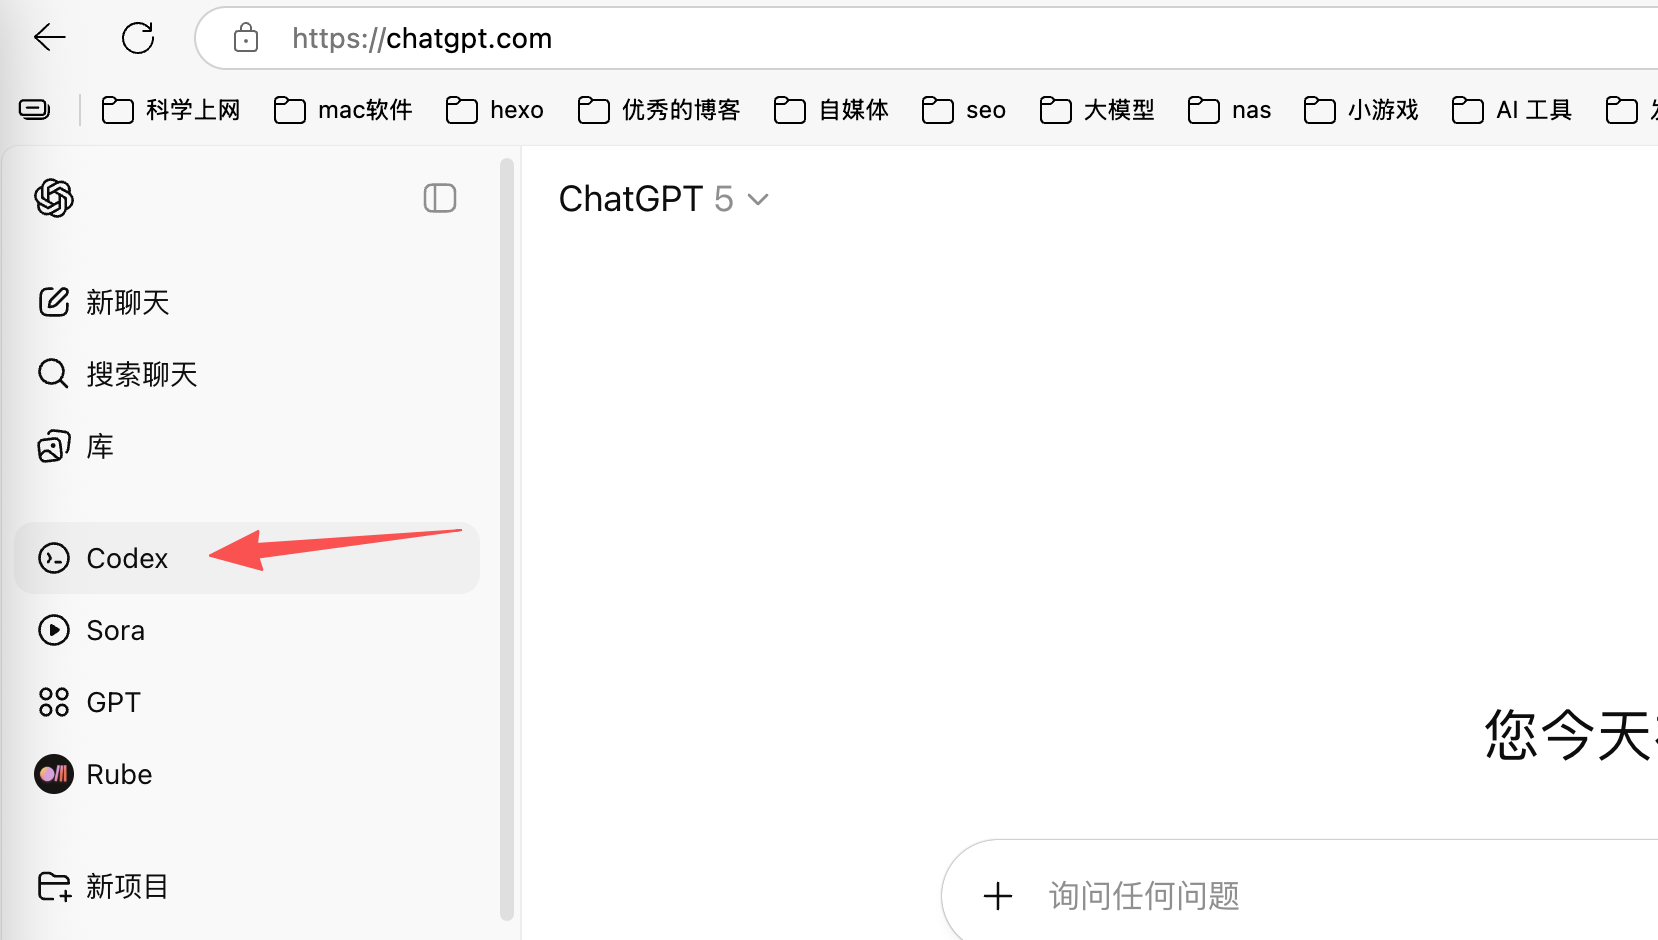 https://chatgpt.com
科学上网 mac软件 hexo 优秀的博客 自媒体 seo 大模型 nas 小游戏 AI 工具
ChatGPT 5
新聊天
搜索聊天
库
Codex
Sora
GPT
Rube
新项目
您今天
询问任何问题